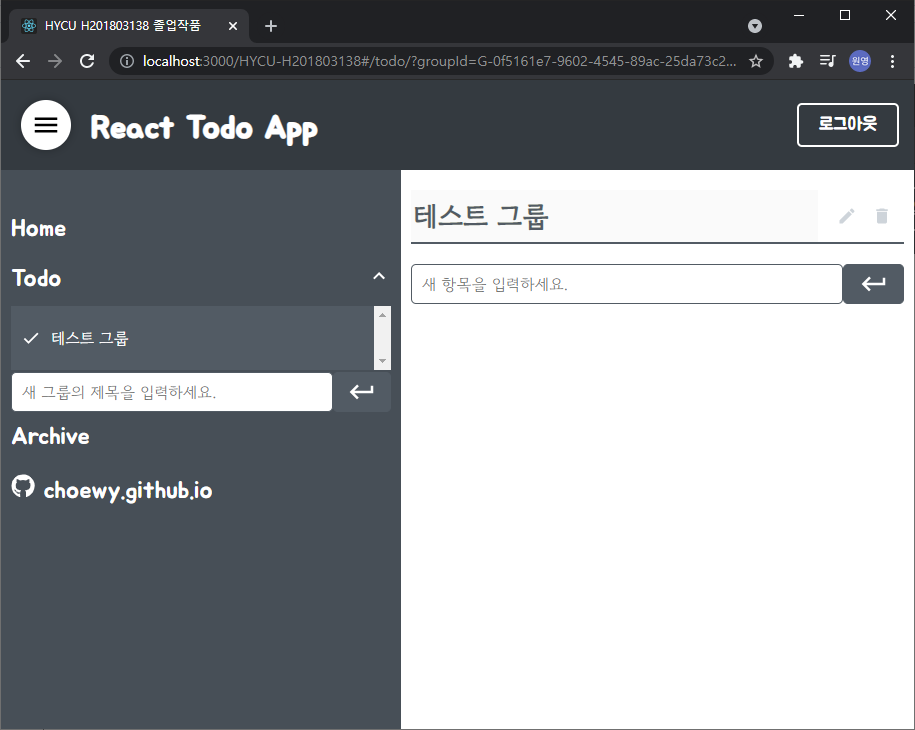 HYCU H201803138 졸업작품
localhost:3000/HYCU-H201803138#/todo/?groupId=G-0f5161e7-9602-4545-89ac-25da73c2...
원영
React Todo App
로그아웃
Home
Todo
테스트 그룹
새 그룹의 제목을 입력하세요.
Archive
choewy.github.io
테스트 그룹
새 항목을 입력하세요.